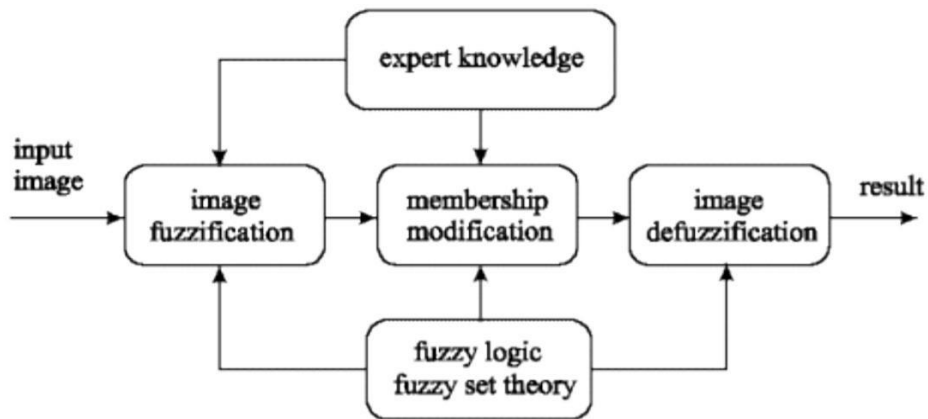 expert knowledge
input
image
image
fuzzification
membership
modification
image
defuzzification
result
fuzzy logic
fuzzy set theory